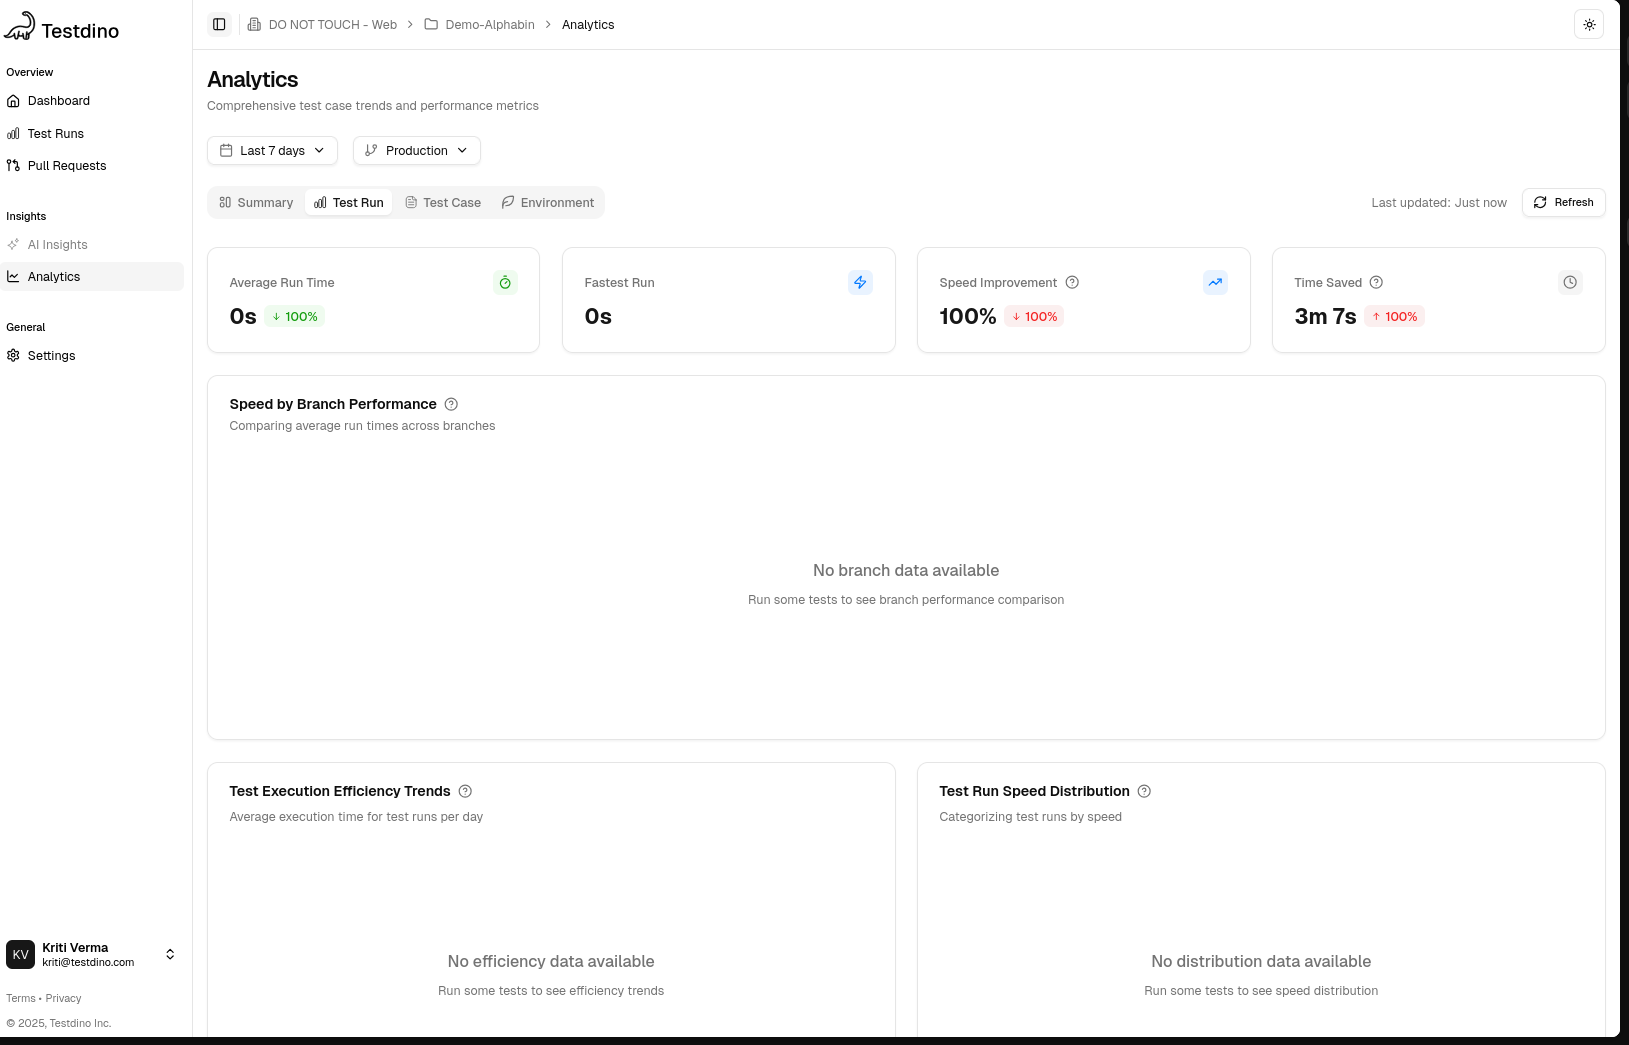 Testdino
Overview
Dashboard
Test Runs
Pull Requests
Insights
AI Insights
Analytics
General
Settings
Kriti Verma
KV
kriti@testdino.com
Terms • Privacy
© 2025, Testdino Inc.
DO NOT TOUCH - Web > Demo-Alphabin > Analytics
Analytics
Comprehensive test case trends and performance metrics
Last 7 days
Production
Summary
Test Run
Test Case
Environment
Last updated: Just now
Refresh
Average Run Time
0s ↓ 100%
Fastest Run
0s
Speed Improvement
100% ↓ 100%
Time Saved
3m 7s ↑ 100%
Speed by Branch Performance
Comparing average run times across branches
No branch data available
Run some tests to see branch performance comparison
Test Execution Efficiency Trends
Average execution time for test runs per day
No efficiency data available
Run some tests to see efficiency trends
Test Run Speed Distribution
Categorizing test runs by speed
No distribution data available
Run some tests to see speed distribution